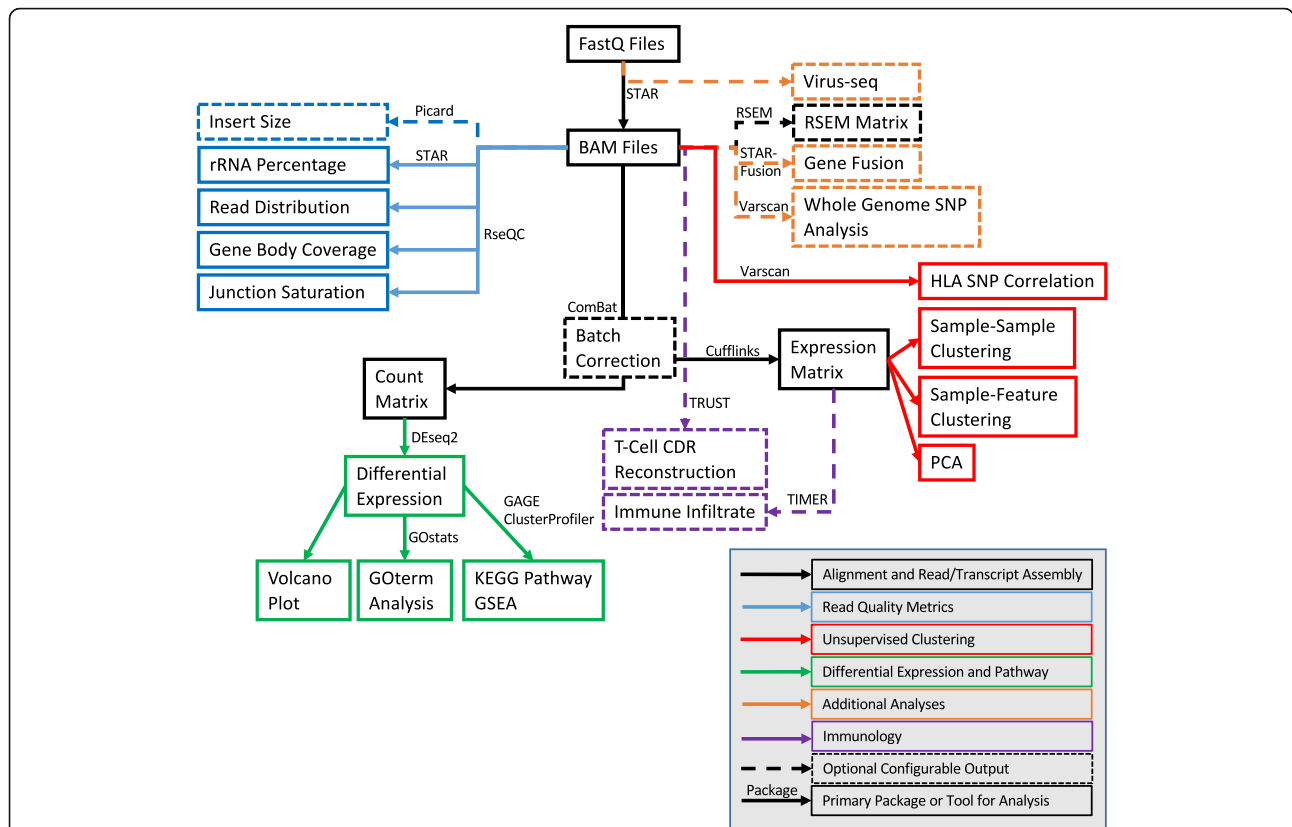 FastQ Files
STAR
Virus-seq
Picard
Insert Size
RSEM
RSEM Matrix
BAM Files
STAR
rRNA Percentage
STAR-
Fusion
Gene Fusion
Read Distribution
Varscan
Whole Genome SNP
Analysis
RseQC
Gene Body Coverage
Junction Saturation
Varscan
HLA SNP Correlation
ComBat
Batch
Correction
Cufflinks
Expression
Matrix
Sample-Sample
Clustering
Count
Matrix
Sample-Feature
Clustering
TRUST
DEseq2
T-Cell CDR
Reconstruction
PCA
Differential
Expression
GAGE
ClusterProfiler
TIMER
Immune Infiltrate
GOstats
Volcano
Plot
GOterm
Analysis
KEGG Pathway
GSEA
Alignment and Read/Transcript Assembly
Read Quality Metrics
Unsupervised Clustering
Differential Expression and Pathway
Additional Analyses
Immunology
Optional Configurable Output
Package
Primary Package or Tool for Analysis